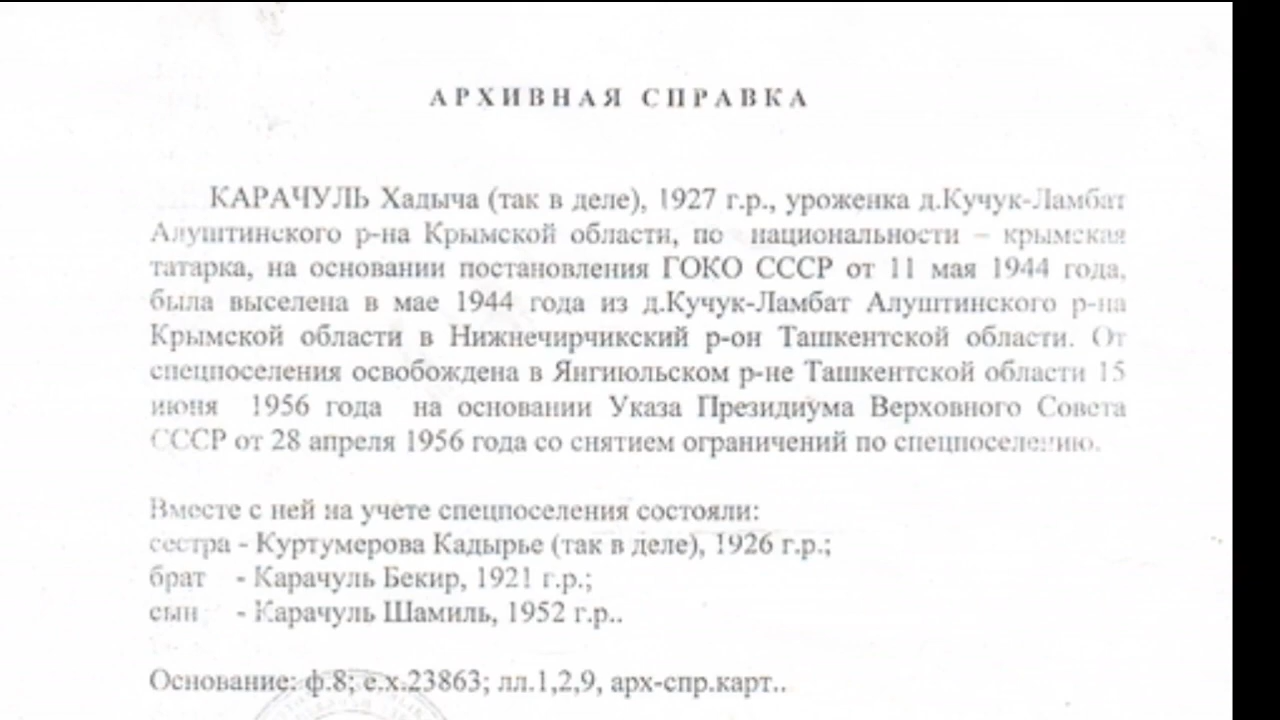 АРХИВНАЯ СПРАВКА
КАРАЧУЛЬ Хадыча (так в деле), 1927 г.р., уроженка д.Кучук-Ламбат
Алуштинского р-на Крымской области, по национальности – крымская
татарка, на основании постановления ГОКО СССР от 11 мая 1944 года,
была выселена в мае 1944 года из д.Кучук-Ламбат Алуштинского р-на
Крымской области в Нижнечирчикский р-он Ташкентской области. От
спецпоселения освобождена в Янгиюльском р-не Ташкентской области 15
июня 1956 года на основании Указа Президиума Верховного Совета
СССР от 28 апреля 1956 года со снятием ограничений по спецпоселению.
Вместе с ней на учете спецпоселения состояли:
сестра - Куртумерова Кадырье (так в деле), 1926 г.р.;
брат - Карачуль Бекир, 1921 г.р.;
сын - Карачуль Шамиль, 1952 г.р..
Основание: ф.8; е.х.23863; лл.1,2,9, арх-спр.карт..